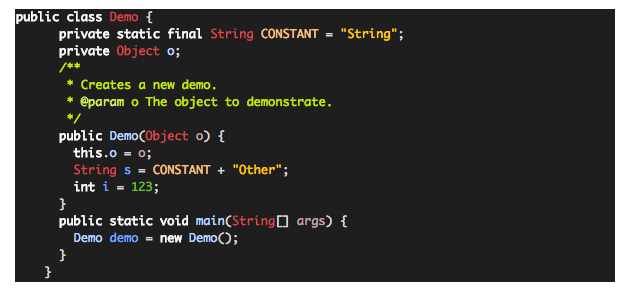 public class Demo {
private static final String CONSTANT = "String";
private Object o;
/**
* Creates a new demo.
* @param o The object to demonstrate.
*/
public Demo(Object o) {
this.o = o;
String s = CONSTANT + "Other";
int i = 123;
}
public static void main(String[] args) {
Demo demo = new Demo();
}
}